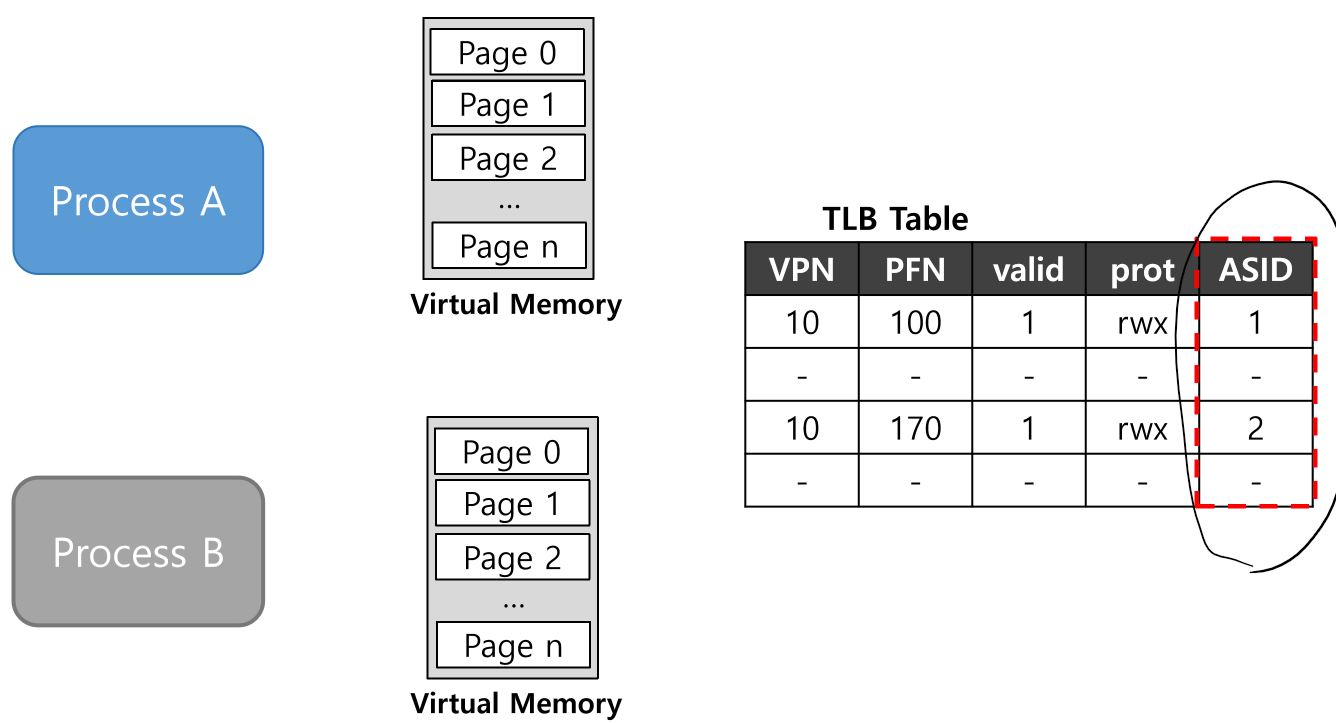 Process A
Page 0
Page 1
Page 2
...
Page n
Virtual Memory
Process B
Page 0
Page 1
Page 2
...
Page n
Virtual Memory
TLB Table
VPN PFN valid prot ASID
10 100 1 rwx 1
- - - - -
10 170 1 rwx 2
- - - - -